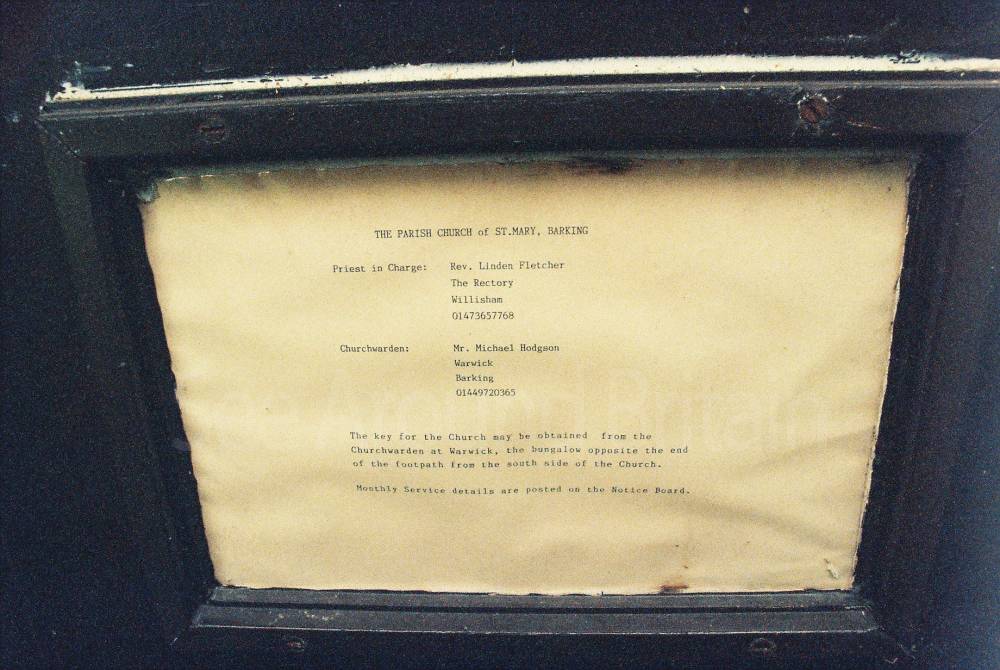 THE PARISH CHURCH of ST.MARY, BARKING
Priest in Charge: Rev. Linden Fletcher
The Rectory
Willisham
01473657768
Churchwarden: Mr. Michael Hodgson
Warwick
Barking
01449720365
The key for the Church may be obtained from the
Churchwarden at Warwick, the bungalow opposite the end
of the footpath from the south side of the Church.
Monthly Service details are posted on the Notice Board.